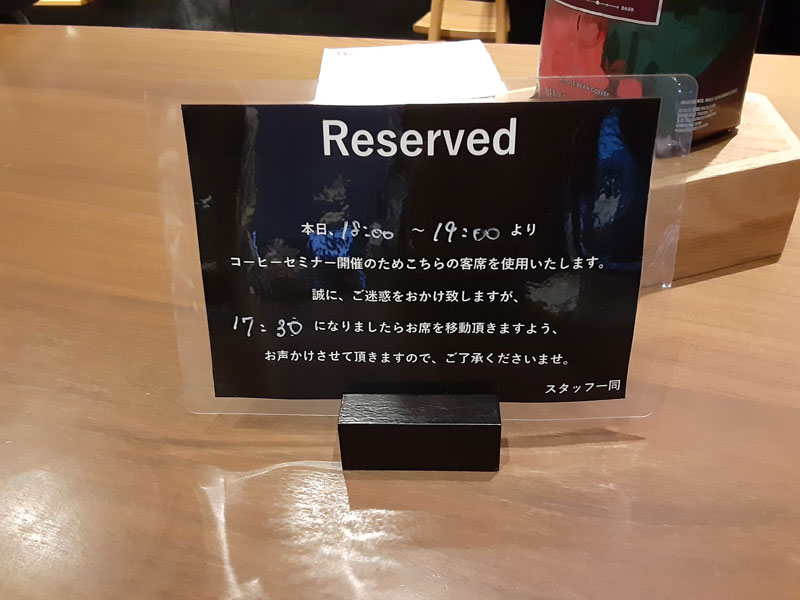 Reserved
本日、18:00 ～19:00 より
コーヒーセミナー開催のためこちらの客席を使用いたします。
誠に、ご迷惑をおかけ致しますが、
17:30 になりましたらお席を移動頂きますよう、
お声かけさせて頂きますので、ご了承くださいませ。
スタッフ一同